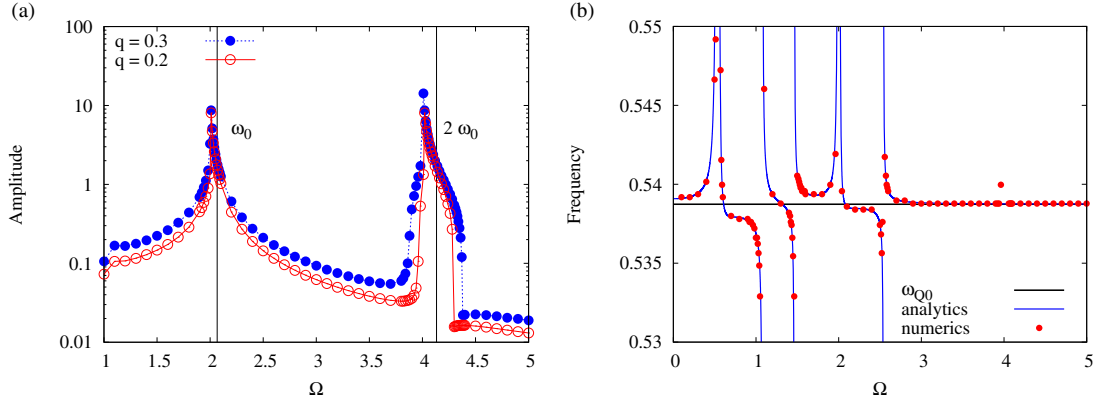 (a)
100
10
1
0.1
0.01
Amplitude
q = 0.3
q = 0.2
ω0
2 ω0
1 1.5 2 2.5 3 3.5 4 4.5 5
Ω
(b)
0.55
0.545
0.54
0.535
0.53
Frequency
ωQ0
analytics
numerics
0 1 2 3 4 5
Ω